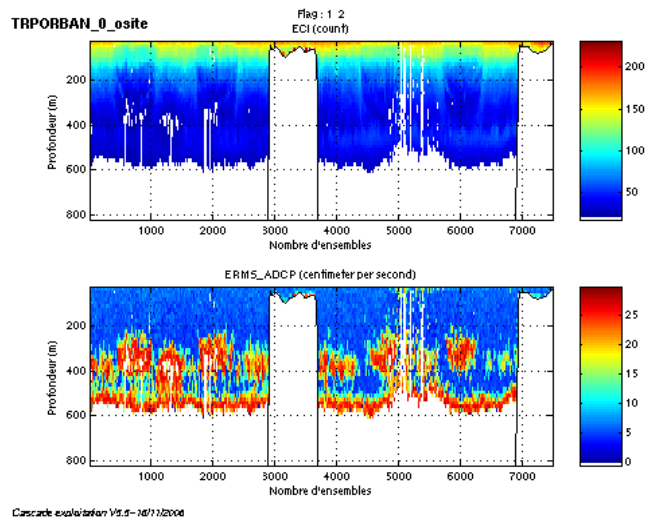 TRPORBAN_0_osite
Flag : 1 2
ECI (count)
Profondeur (m)
200
400
600
800
1000 2000 3000 4000 5000 6000 7000
Nombre d'ensembles
200
150
100
50
ERMS_ADCP (centimeter per second)
Profondeur (m)
200
400
600
800
1000 2000 3000 4000 5000 6000 7000
Nombre d'ensembles
25
20
15
10
5
0
Cascade exploitation V5.5-16/11/2006